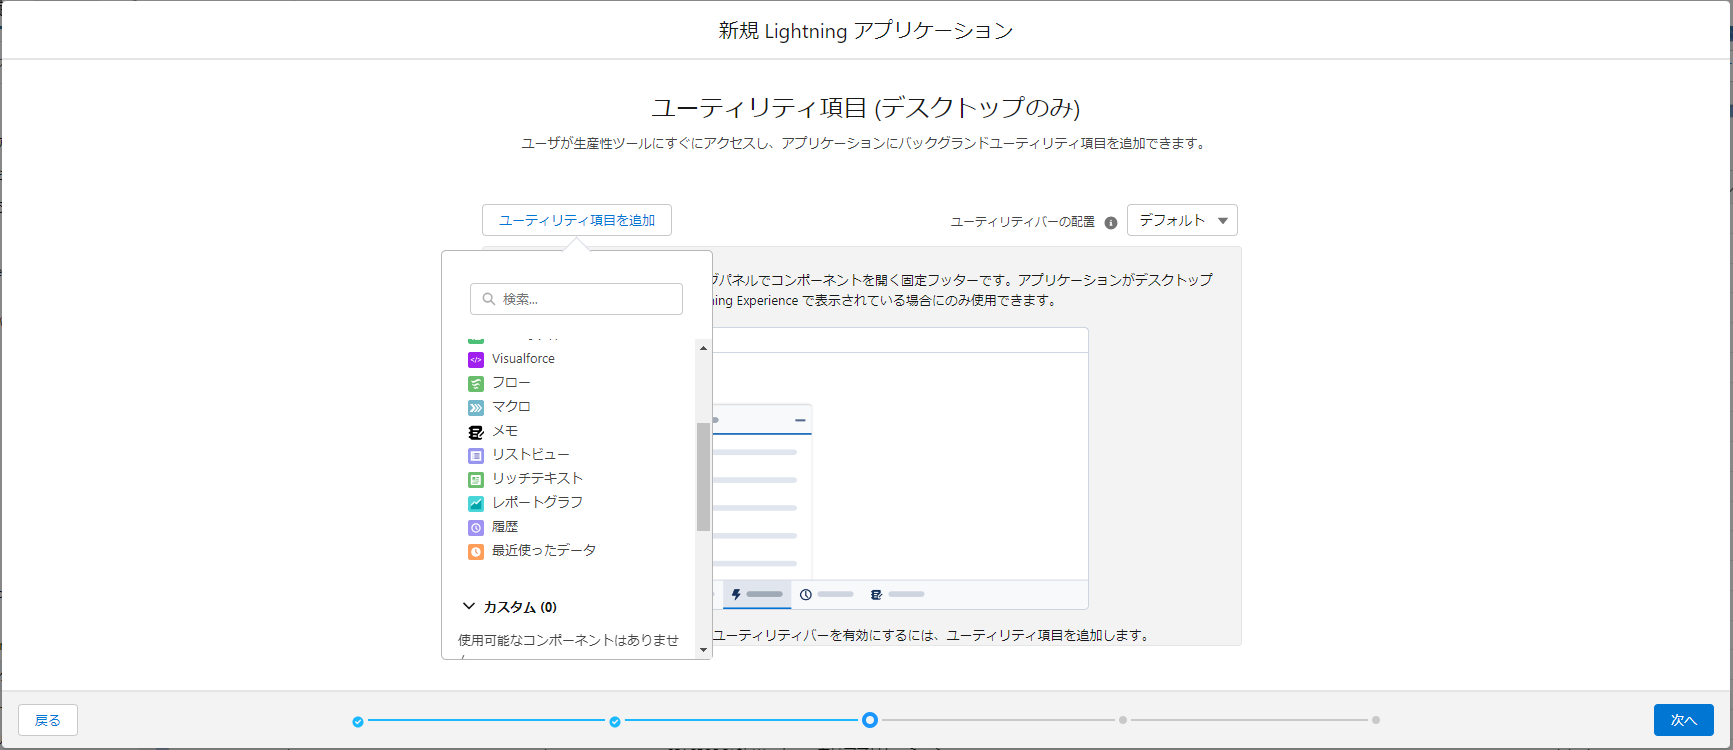 新規 Lightning アプリケーション
ユーティリティ項目 (デスクトップのみ)
ユーザが生産性ツールにすぐにアクセスし、アプリケーションにバックグランドユーティリティ項目を追加できます。
ユーティリティ項目を追加
ユーティリティバーの配置
デフォルト
パネルでコンポーネントを開く固定フッターです。アプリケーションがデスクトップ
ning Experience で表示されている場合にのみ使用できます。
検索...
Visualforce
フロー
マクロ
メモ
リストビュー
リッチテキスト
レポートグラフ
履歴
最近使ったデータ
カスタム (0)
使用可能なコンポーネントはありませ
ユーティリティバーを有効にするには、ユーティリティ項目を追加します。
戻る
次へ